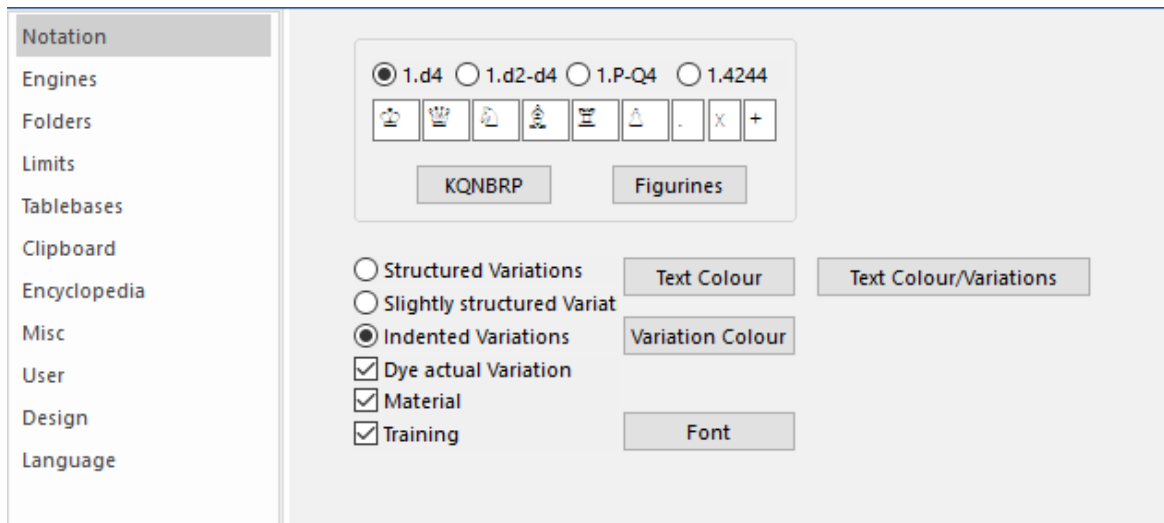 Notation
Engines
Folders
Limits
Tablebases
Clipboard
Encyclopedia
Misc
User
Design
Language
1.d4 1.d2-d4 1.P-Q4 1.4244
♔ ♕ ♘ ♗ ♖ ♙ . x +
KQNBRP Figurines
Structured Variations Text Colour Text Colour/Variations
Slightly structured Variat
Indented Variations Variation Colour
Dye actual Variation
Material
Training Font